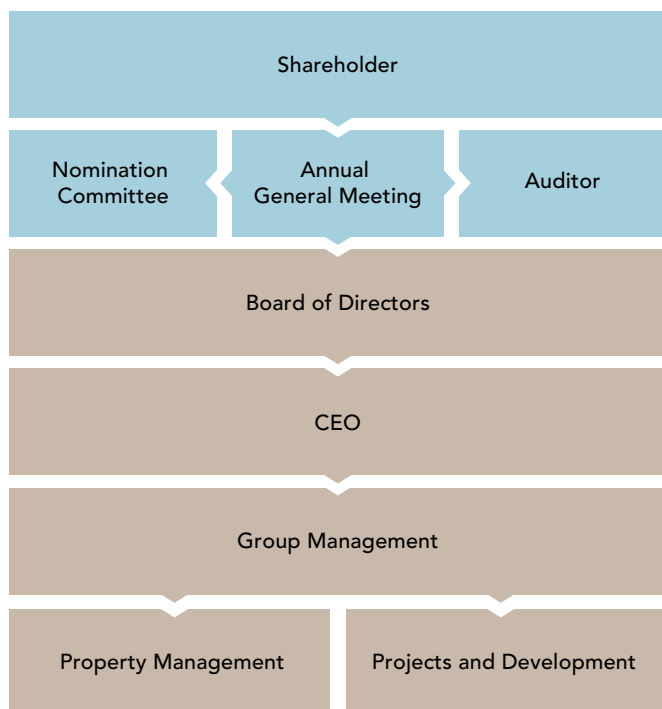 Shareholder
Nomination
Committee
Annual
General Meeting
Auditor
Board of Directors
CEO
Group Management
Property Management
Projects and Development